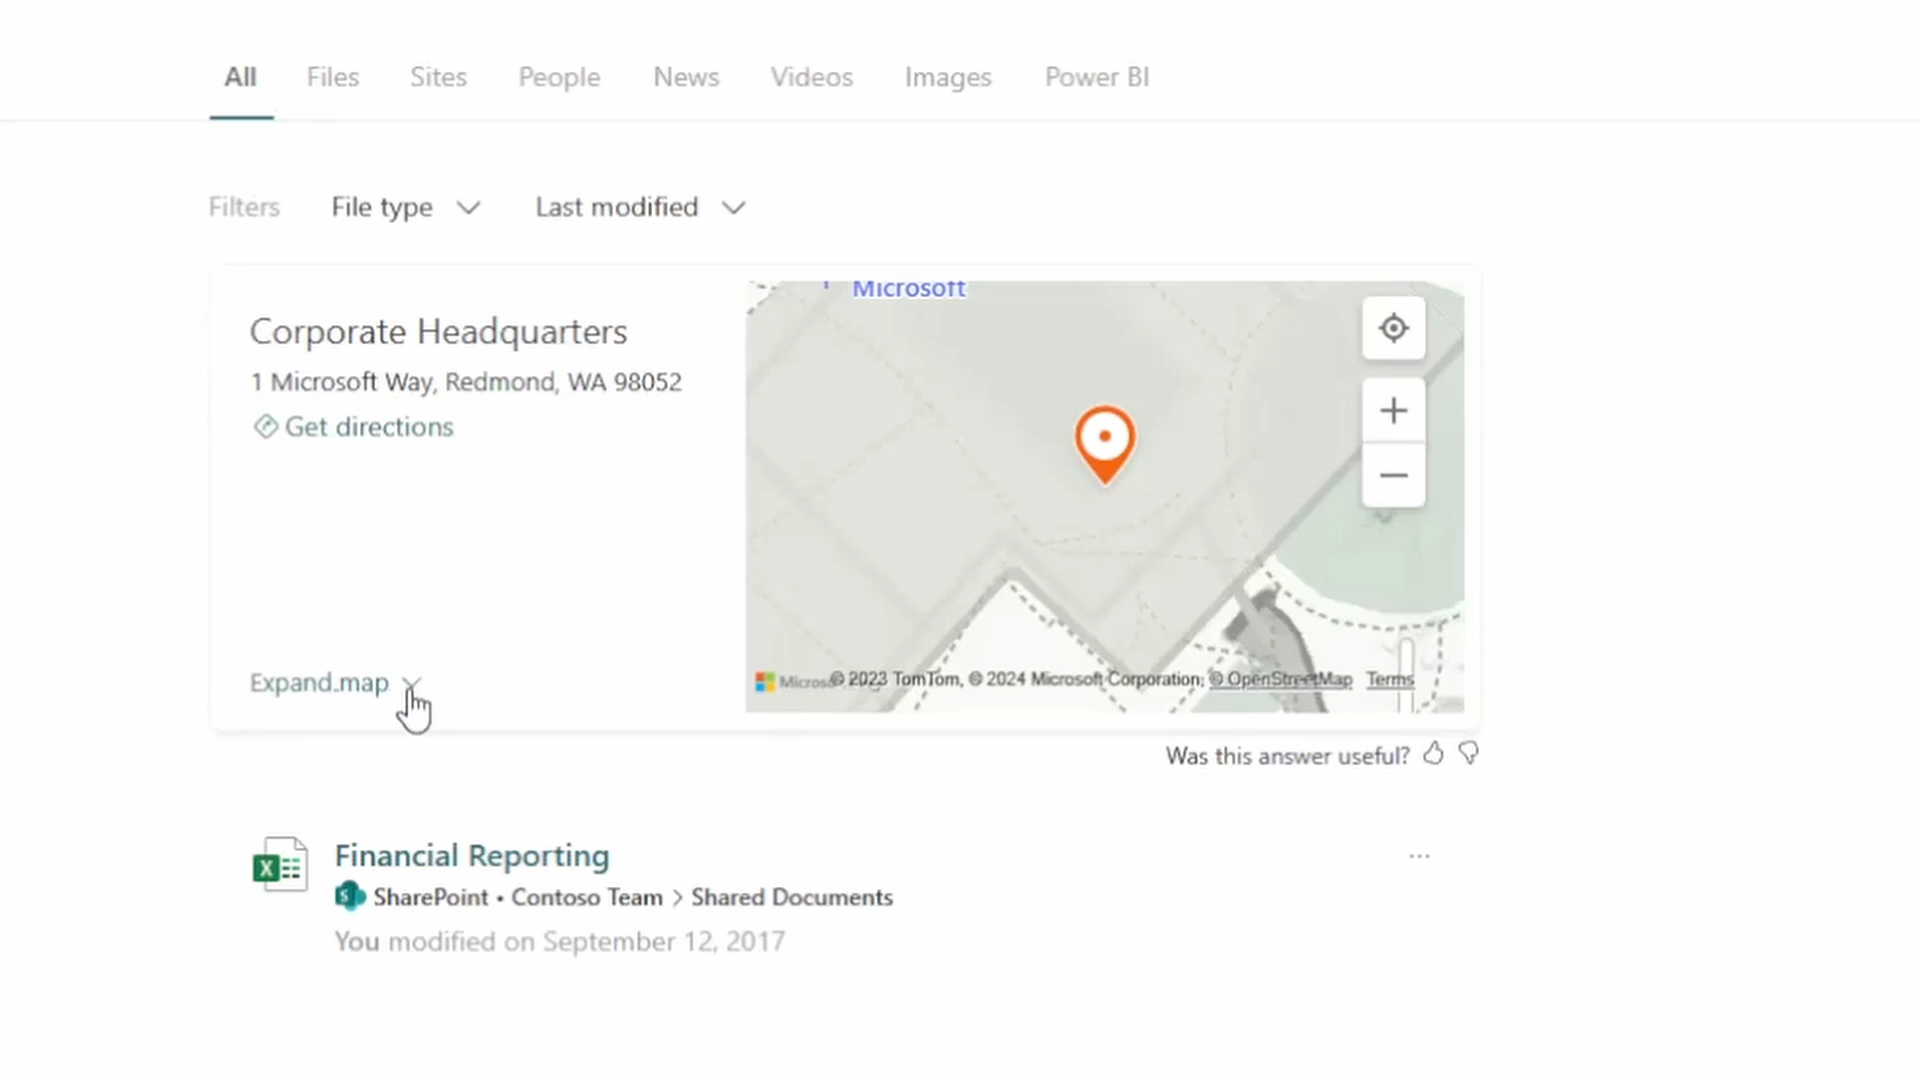 All Files Sites People News Videos Images Power BI
Filters File type Last modified
Microsoft
Corporate Headquarters
1 Microsoft Way, Redmond, WA 98052
Get directions
Expand map
© 2023 TomTom, © 2024 Microsoft Corporation, © OpenStreetMap Terms
Was this answer useful?
Financial Reporting
SharePoint • Contoso Team > Shared Documents
You modified on September 12, 2017